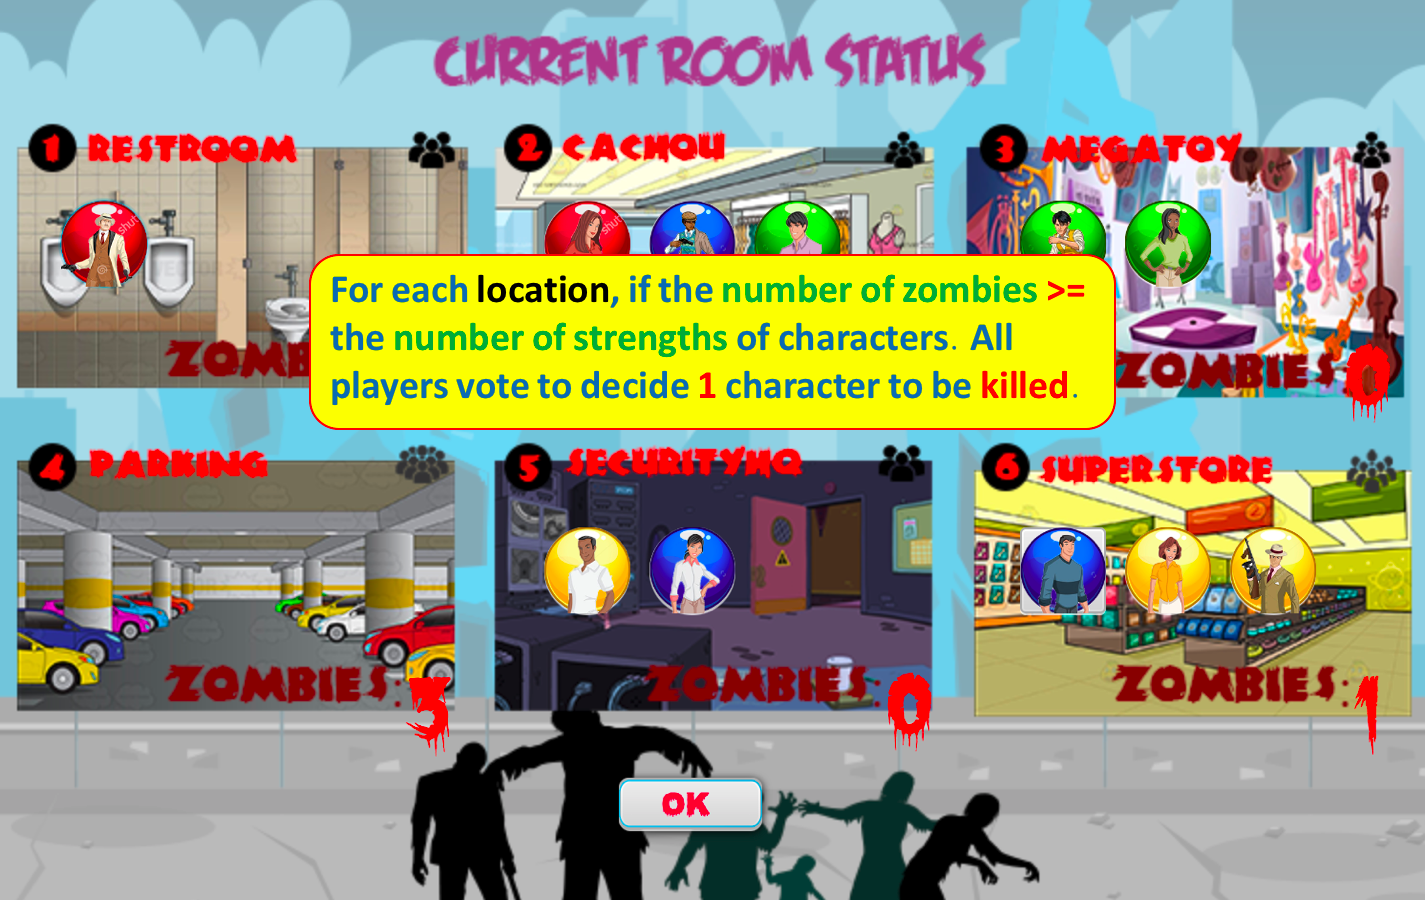 CURRENT ROOM STATUS
1 RESTROOM
2 CACHOU
3 MEGATOY
For each location, if the number of zombies >=
the number of strengths of characters. All
players vote to decide 1 character to be killed.
ZOMB
ZOMBIES: 0
4 PARKING
5 SECURITYHQ
6 SUPERSTORE
ZOMBIES: 3
ZOMBIES: 0
ZOMBIES: 1
OK